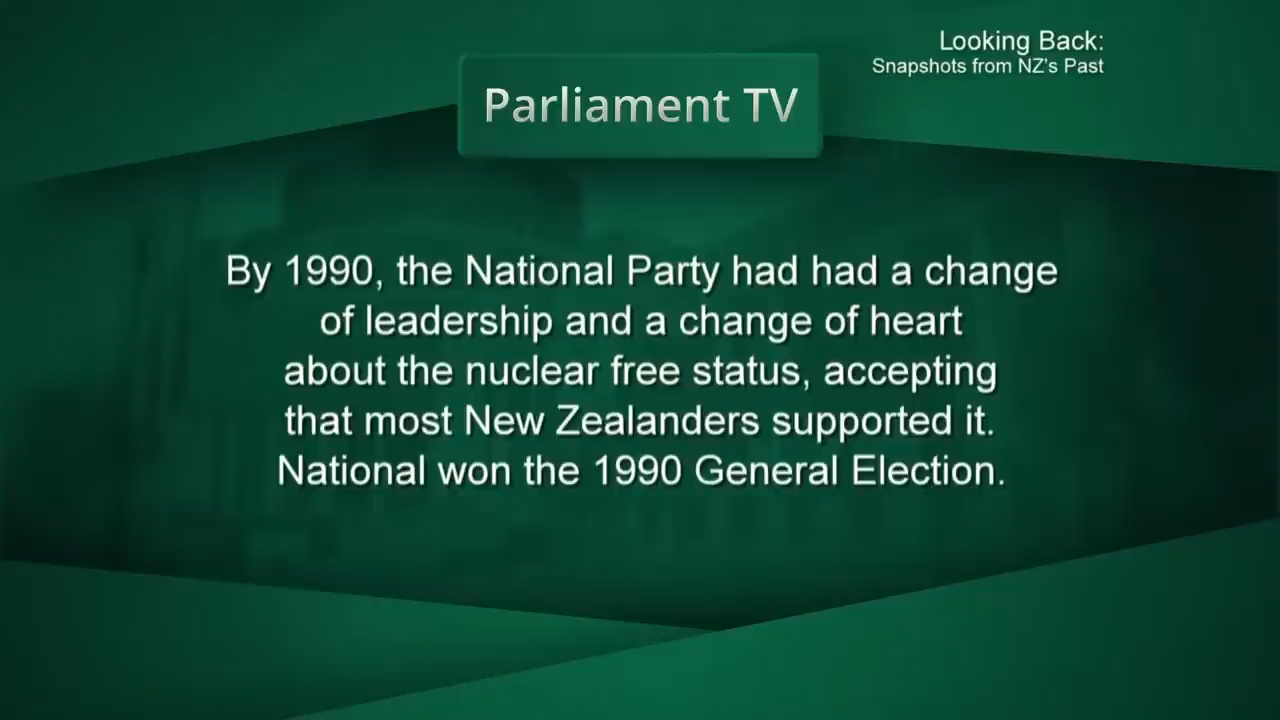 Looking Back:
Snapshots from NZ's Past
Parliament TV
By 1990, the National Party had had a change
of leadership and a change of heart
about the nuclear free status, accepting
that most New Zealanders supported it.
National won the 1990 General Election.